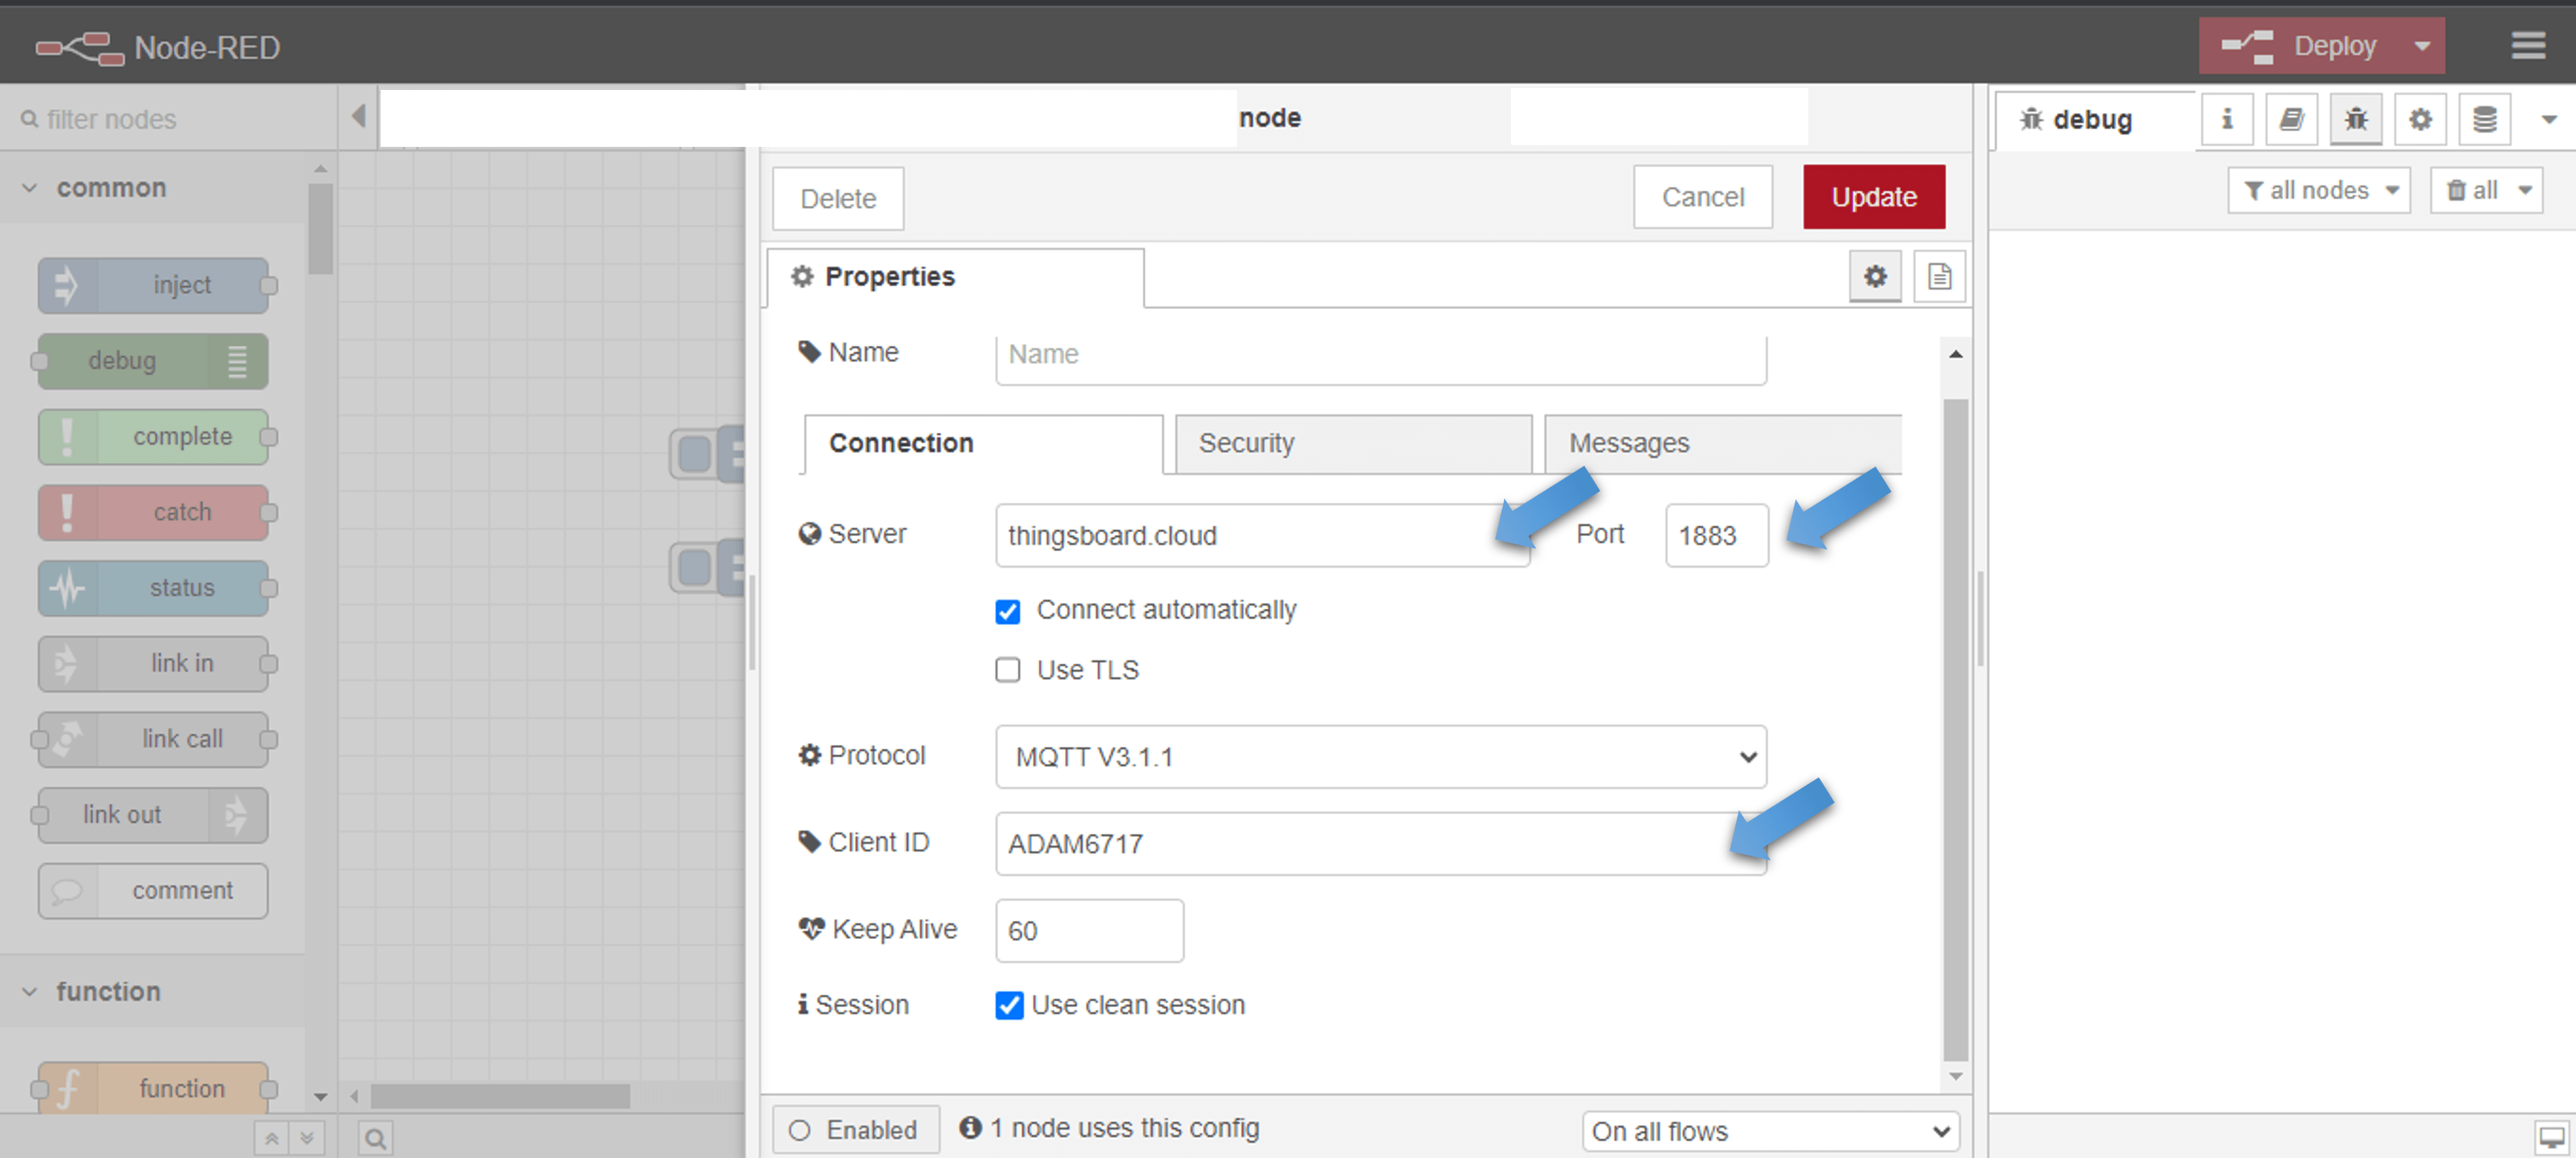 Node-RED
Deploy
filter nodes
node
debug
common
Delete
Cancel
Update
all nodes
all
inject
Properties
debug
Name
Name
complete
Connection
Security
Messages
catch
Server
thingsboard.cloud
Port
1883
status
Connect automatically
link in
Use TLS
link call
Protocol
MQTT V3.1.1
link out
Client ID
ADAM6717
comment
Keep Alive
60
function
Session
Use clean session
function
Enabled
1 node uses this config
On all flows